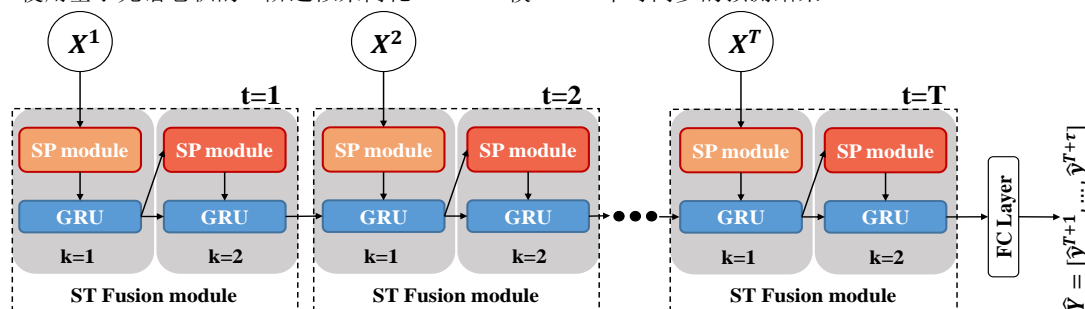 X¹ X² Xᵀ
t=1 t=2 t=T
SP module SP module SP module SP module SP module SP module
GRU GRU GRU GRU GRU GRU
k=1 k=2 k=1 k=2 k=1 k=2
ST Fusion module ST Fusion module ST Fusion module
FC Layer
Ŷ = [ŷᵀ⁺¹, ..., ŷᵀ⁺ᵗ]